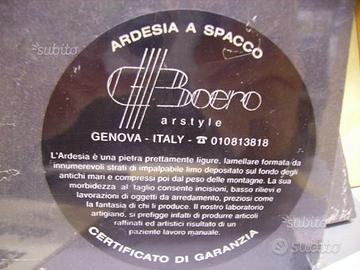 ARDESIA A SPACCO
Boero
arstyle
GENOVA - ITALY - ☎ 010813818
L'Ardesia è una pietra prettamente ligure, lamellare formata da
innumerevoli strati di impalpabile limo depositato sul fondo degli
antichi mari e compressi poi dal peso delle montagne. La sua
morbidezza al taglio consente incisioni, basso rilievi e
lavorazioni di oggetti da arredamento, preziosi come
la fantasia di chi li produce. Il nostro laboratorio
artigiano, si prefigge infatti di produrre articoli
raffinati ed artistici risultato di un
paziente lavoro manuale.
CERTIFICATO DI GARANZIA
subito
subito
subito